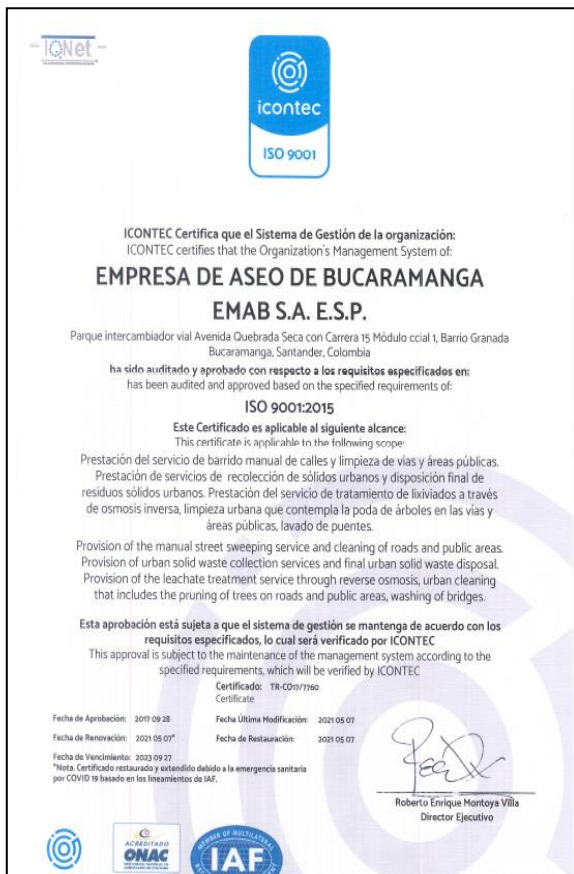 IQNet
icontec
ISO 9001
ICONTEC Certifica que el Sistema de Gestión de la organización:
ICONTEC certifies that the Organization's Management System of:
EMPRESA DE ASEO DE BUCARAMANGA
EMAB S.A. E.S.P.
Parque intercambiador vial Avenida Quebrada Seca con Carrera 15 Módulo ccial 1, Barrio Granada
Bucaramanga, Santander, Colombia
ha sido auditado y aprobado con respecto a los requisitos especificados en:
has been audited and approved based on the specified requirements of:
ISO 9001:2015
Este Certificado es aplicable al siguiente alcance:
This certificate is applicable to the following scope:
Prestación del servicio de barrido manual de calles y limpieza de vías y áreas públicas.
Prestación de servicios de recolección de sólidos urbanos y disposición final de
residuos sólidos urbanos. Prestación del servicio de tratamiento de lixiviados a través
de osmosis inversa, limpieza urbana que contempla la poda de árboles en las vías y
áreas públicas, lavado de puentes.
Provision of the manual street sweeping service and cleaning of roads and public areas.
Provision of urban solid waste collection services and final urban solid waste disposal.
Provision of the leachate treatment service through reverse osmosis, urban cleaning
that includes the pruning of trees on roads and public areas, washing of bridges.
Esta aprobación está sujeta a que el sistema de gestión se mantenga de acuerdo con los
requisitos especificados, lo cual será verificado por ICONTEC
This approval is subject to the maintenance of the management system according to the
specified requirements, which will be verified by ICONTEC
Certificado: TR-CO17/7760
Certificate
Fecha de Aprobación: 2017 09 28 Fecha Última Modificación: 2021 05 07
Fecha de Renovación: 2021 05 07* Fecha de Restauración: 2021 05 07
Fecha de Vencimiento: 2023 09 27
*Nota. Certificado restaurado y extendido debido a la emergencia sanitaria
por COVID 19 basado en los lineamientos de IAF.
Roberto Enrique Montoya Villa
Director Ejecutivo
ACREDITADO
ONAC
MEMBER OF MULTILATERAL
IAF